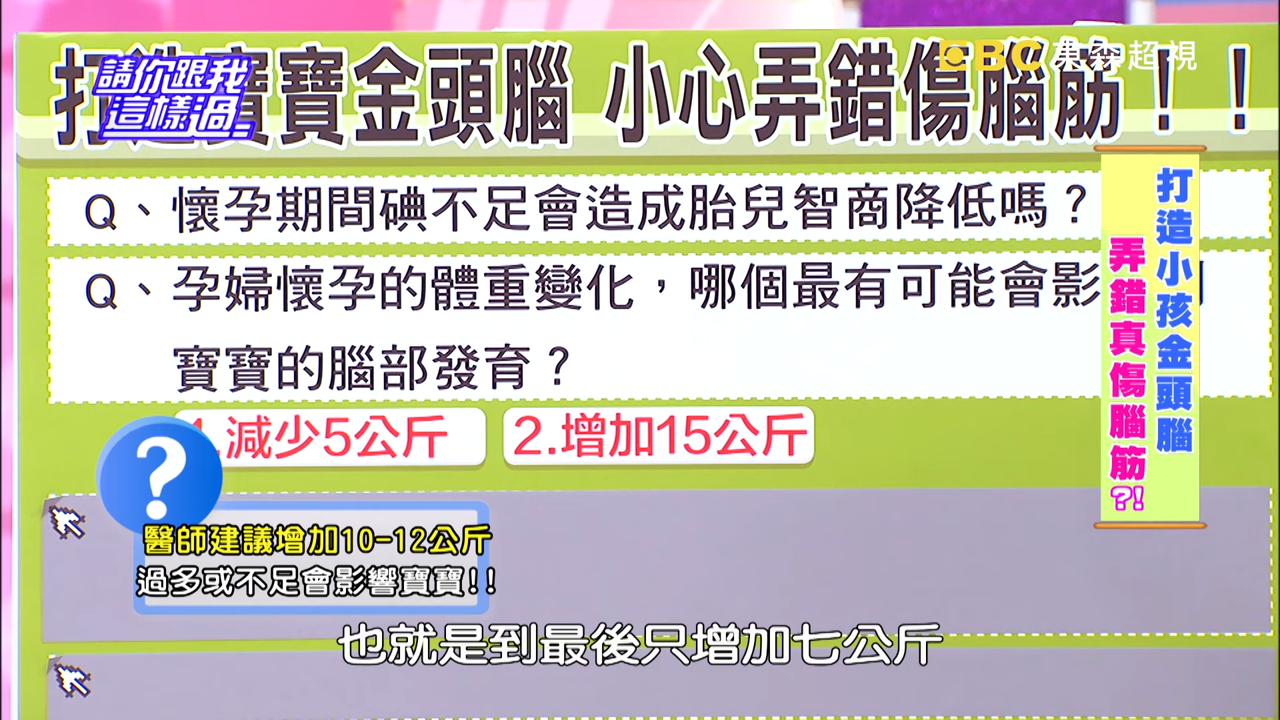 請你跟我
這樣過
EBC 東森超視
打造寶寶金頭腦 小心弄錯傷腦筋！！
Q、懷孕期間碘不足會造成胎兒智商降低嗎？
Q、孕婦懷孕的體重變化，哪個最有可能會影
寶寶的腦部發育？
1.減少5公斤
2.增加15公斤
打造小孩金頭腦
弄錯真傷腦筋?!
?
醫師建議增加10-12公斤
過多或不足會影響寶寶!!
也就是到最後只增加七公斤